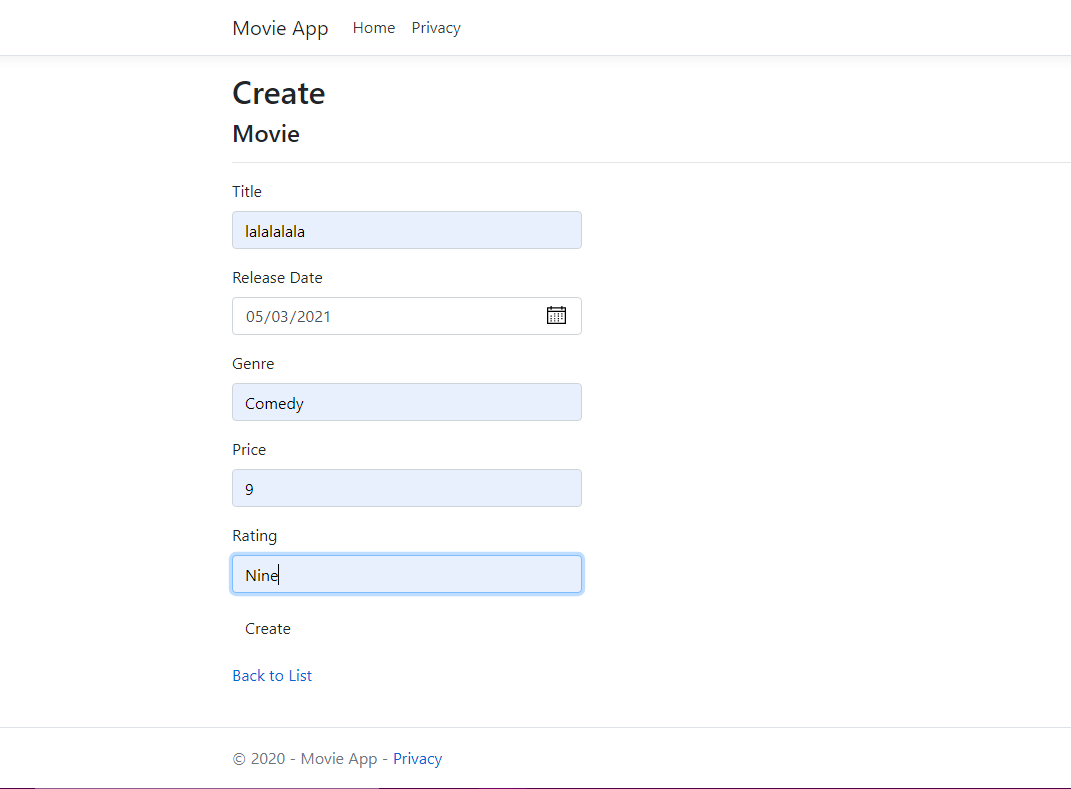 Movie App Home Privacy
Create
Movie
Title
lalalalala
Release Date
05/03/2021
Genre
Comedy
Price
9
Rating
Nine
Create
Back to List
© 2020 - Movie App - Privacy